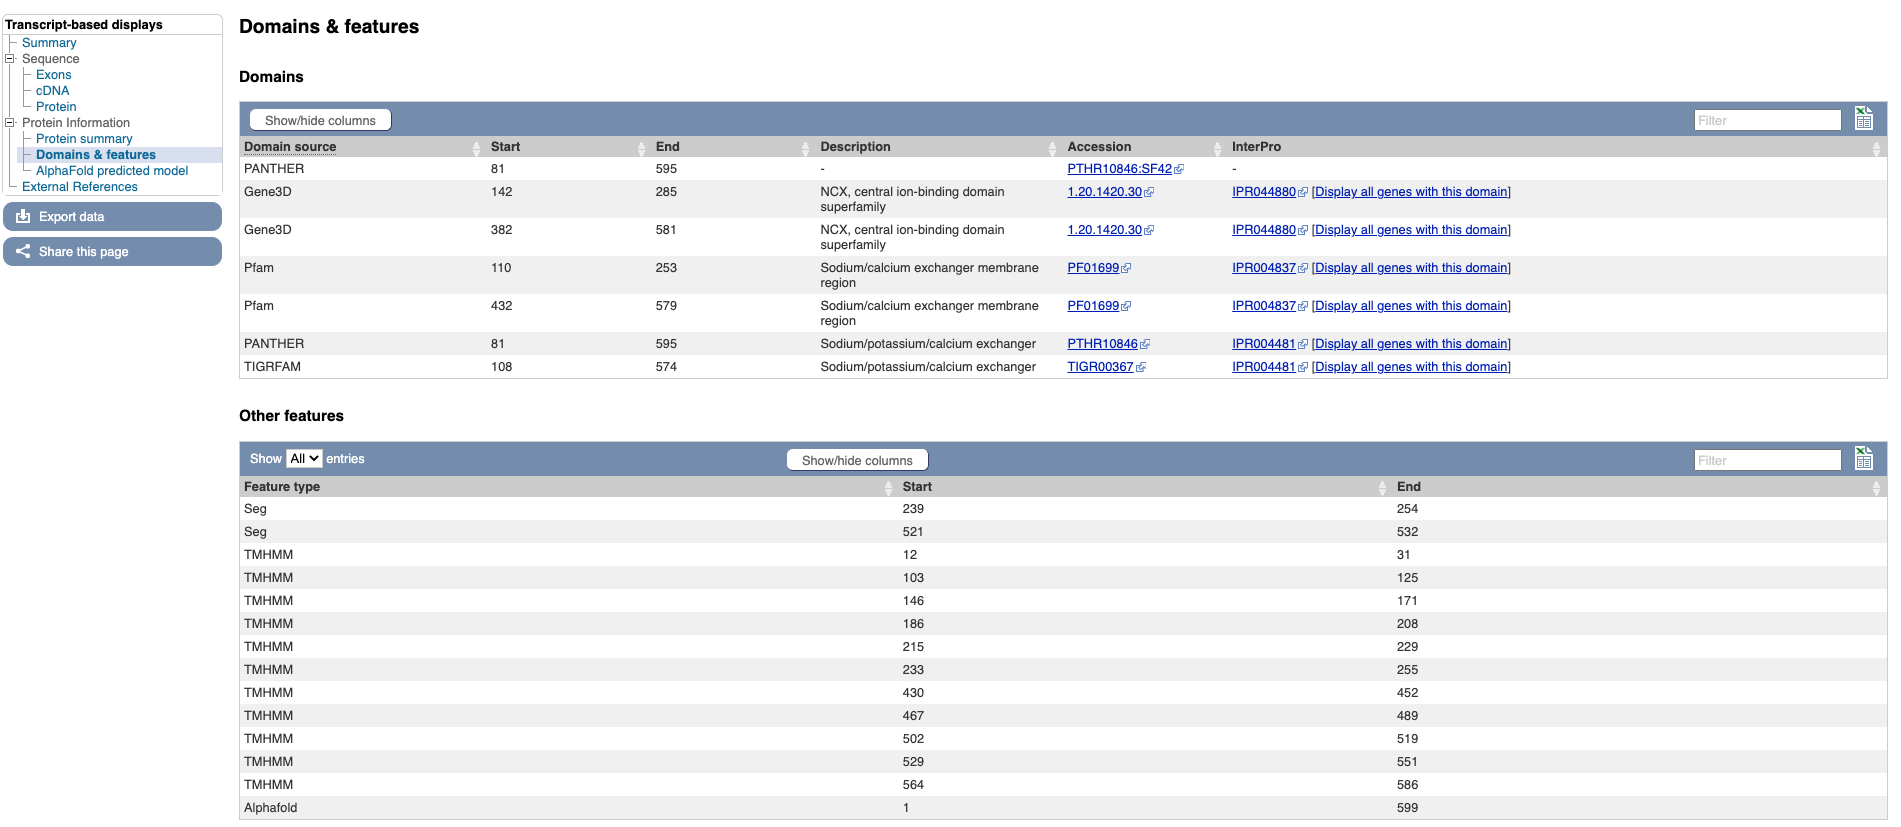 Transcript-based displays
Summary
Sequence
Exons
cDNA
Protein
Protein Information
Protein summary
Domains & features
AlphaFold predicted model
External References
Export data
Share this page
Domains & features
Domains
Show/hide columns Filter
Domain source Start End Description Accession InterPro
PANTHER 81 595 - PTHR10846:SF42 -
Gene3D 142 285 NCX, central ion-binding domain 1.20.1420.30 IPR044880 [Display all genes with this domain]
superfamily
Gene3D 382 581 NCX, central ion-binding domain 1.20.1420.30 IPR044880 [Display all genes with this domain]
superfamily
Pfam 110 253 Sodium/calcium exchanger membrane PF01699 IPR004837 [Display all genes with this domain]
region
Pfam 432 579 Sodium/calcium exchanger membrane PF01699 IPR004837 [Display all genes with this domain]
region
PANTHER 81 595 Sodium/potassium/calcium exchanger PTHR10846 IPR004481 [Display all genes with this domain]
TIGRFAM 108 574 Sodium/potassium/calcium exchanger TIGR00367 IPR004481 [Display all genes with this domain]
Other features
Show All entries Show/hide columns Filter
Feature type Start End
Seg 239 254
Seg 521 532
TMHMM 12 31
TMHMM 103 125
TMHMM 146 171
TMHMM 186 208
TMHMM 215 229
TMHMM 233 255
TMHMM 430 452
TMHMM 467 489
TMHMM 502 519
TMHMM 529 551
TMHMM 564 586
Alphafold 1 599